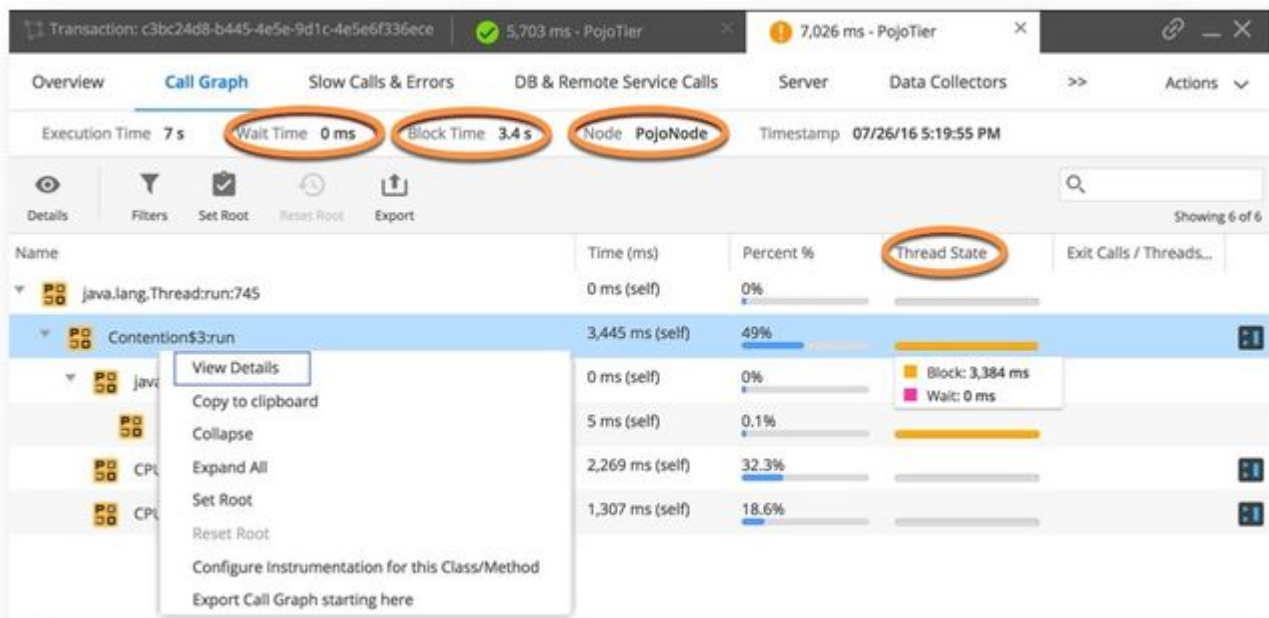 Transaction: c3bc24d8-b445-4e5e-9d1c-4e5e6f336ece 5,703 ms - PojoTier 7,026 ms - PojoTier
Overview Call Graph Slow Calls & Errors DB & Remote Service Calls Server Data Collectors >> Actions
Execution Time 7 s Wait Time 0 ms Block Time 3.4 s Node PojoNode Timestamp 07/26/16 5:19:55 PM
Details Filters Set Root Reset Root Export
Showing 6 of 6
Name Time (ms) Percent % Thread State Exit Calls / Threads...
java.lang.Thread:run:745 0 ms (self) 0%
Contention$3:run 3,445 ms (self) 49%
View Details
Block: 3,384 ms
java 0 ms (self) 0%
Wait: 0 ms
Copy to clipboard
Collapse 5 ms (self) 0.1%
CPU Expand All 2,269 ms (self) 32.3%
Set Root
CPU 1,307 ms (self) 18.6%
Reset Root
Configure Instrumentation for this Class/Method
Export Call Graph starting here